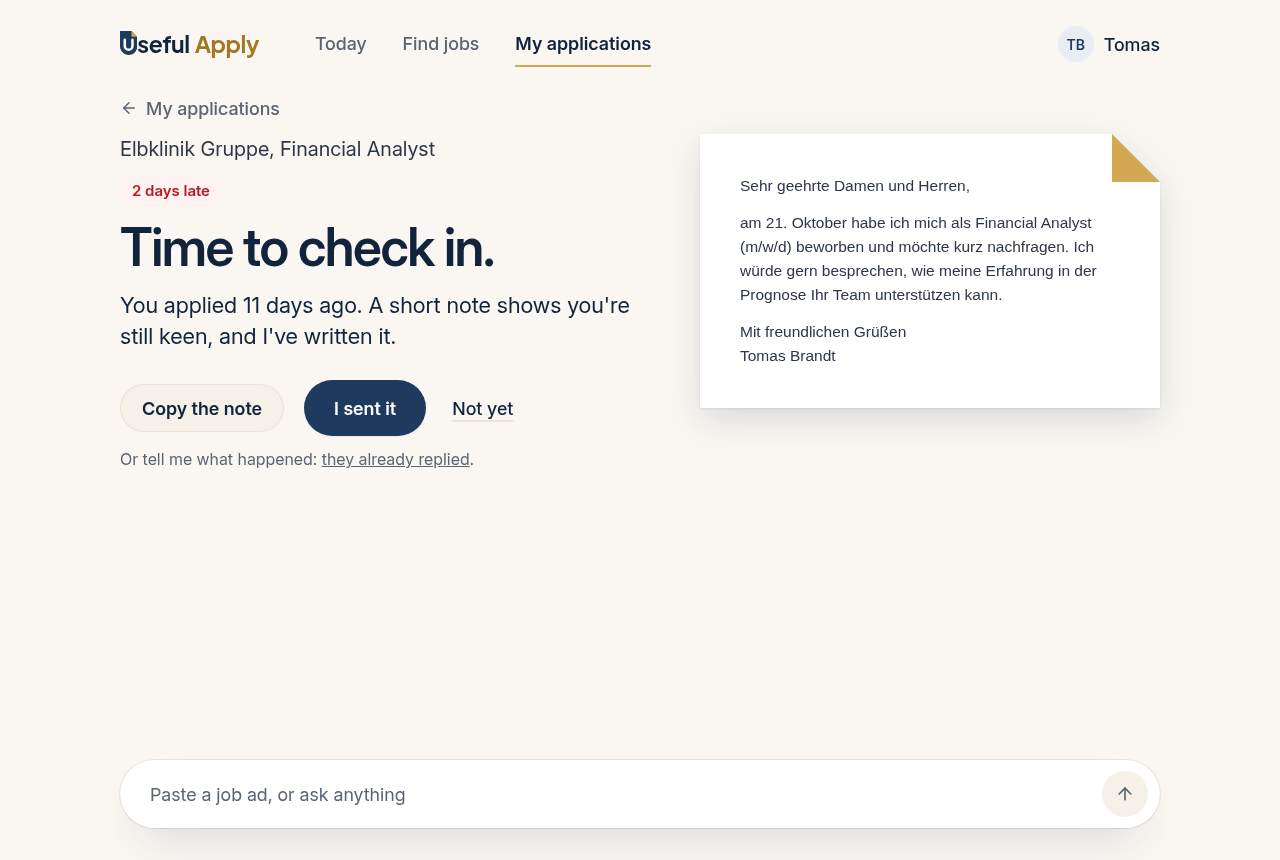 Useful Apply
Today
Find jobs
My applications
TB
Tomas
My applications
Elbklinik Gruppe, Financial Analyst
2 days late
Time to check in.
You applied 11 days ago. A short note shows you're
still keen, and I've written it.
Copy the note
I sent it
Not yet
Or tell me what happened: they already replied.
Sehr geehrte Damen und Herren,
am 21. Oktober habe ich mich als Financial Analyst
(m/w/d) beworben und möchte kurz nachfragen. Ich
würde gern besprechen, wie meine Erfahrung in der
Prognose Ihr Team unterstützen kann.
Mit freundlichen Grüßen
Tomas Brandt
Paste a job ad, or ask anything